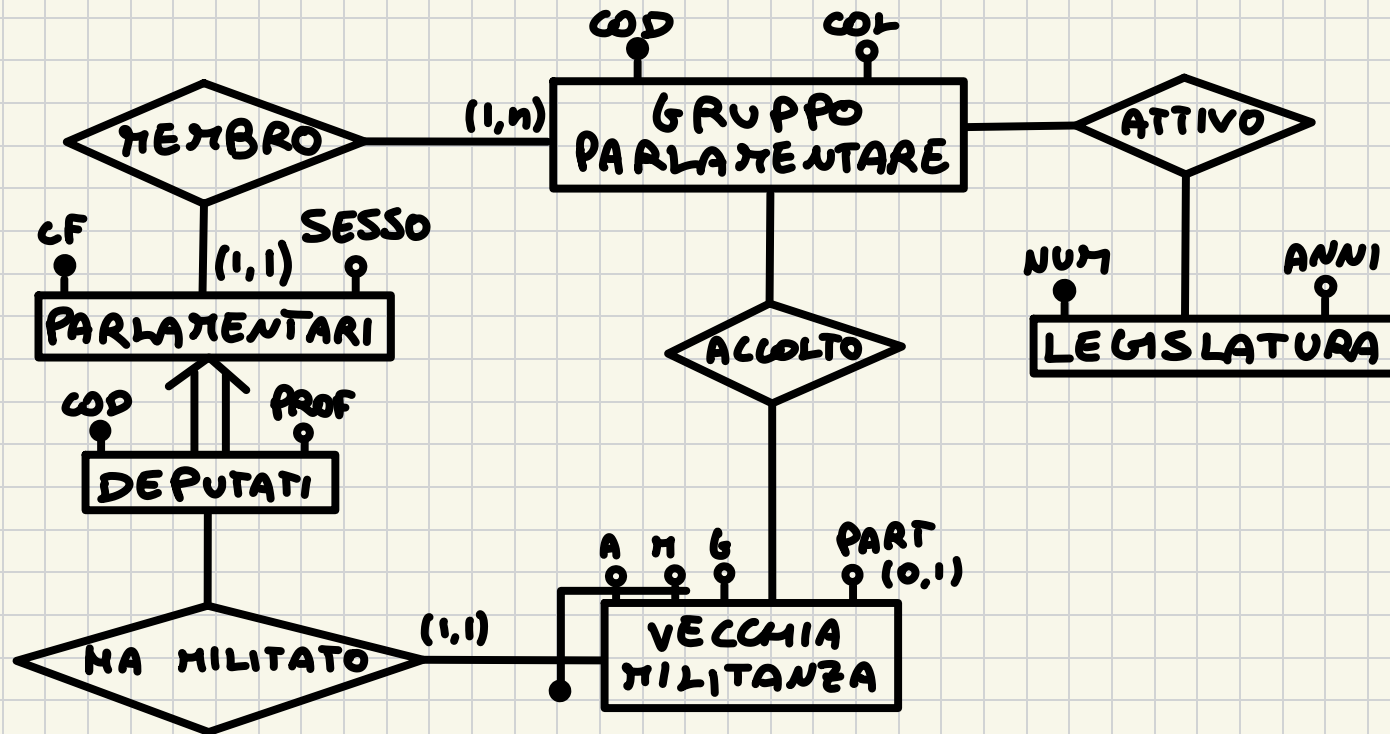 COD COL
MEMBRO (1,n) GRUPPO
PARLAMENTARE
ATTIVO
CF (1,1) SESSO
PARLAMENTARI
NUM ANNI
LEGISLATURA
ACCOLTO
COD PROF
DEPUTATI
A M G PART
(0,1)
HA MILITATO (1,1) VECCHIA
MILITANZA